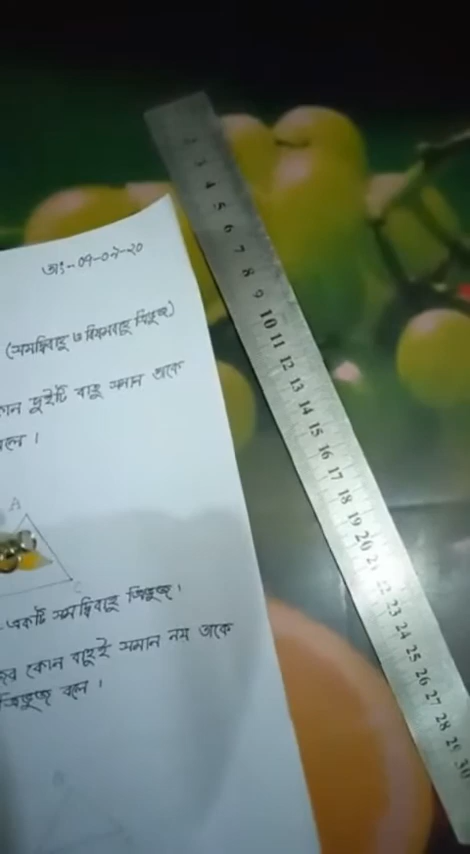 তাং-০৭-০৭-২০
(সমদ্বিবাহু ও বিষমবাহু ত্রিভুজ)
কোন দুইটি বাহু সমান তাকে
বলে।
A
C
একটি সমদ্বিবাহু ত্রিভুজ।
কোন বাহুই সমান নয় তাকে
ত্রিভুজ বলে।
2 3 4 5 6 7 8 9 10 11 12 13 14 15 16 17 18 19 20 21 22 23 24 25 26 27 28 29 30